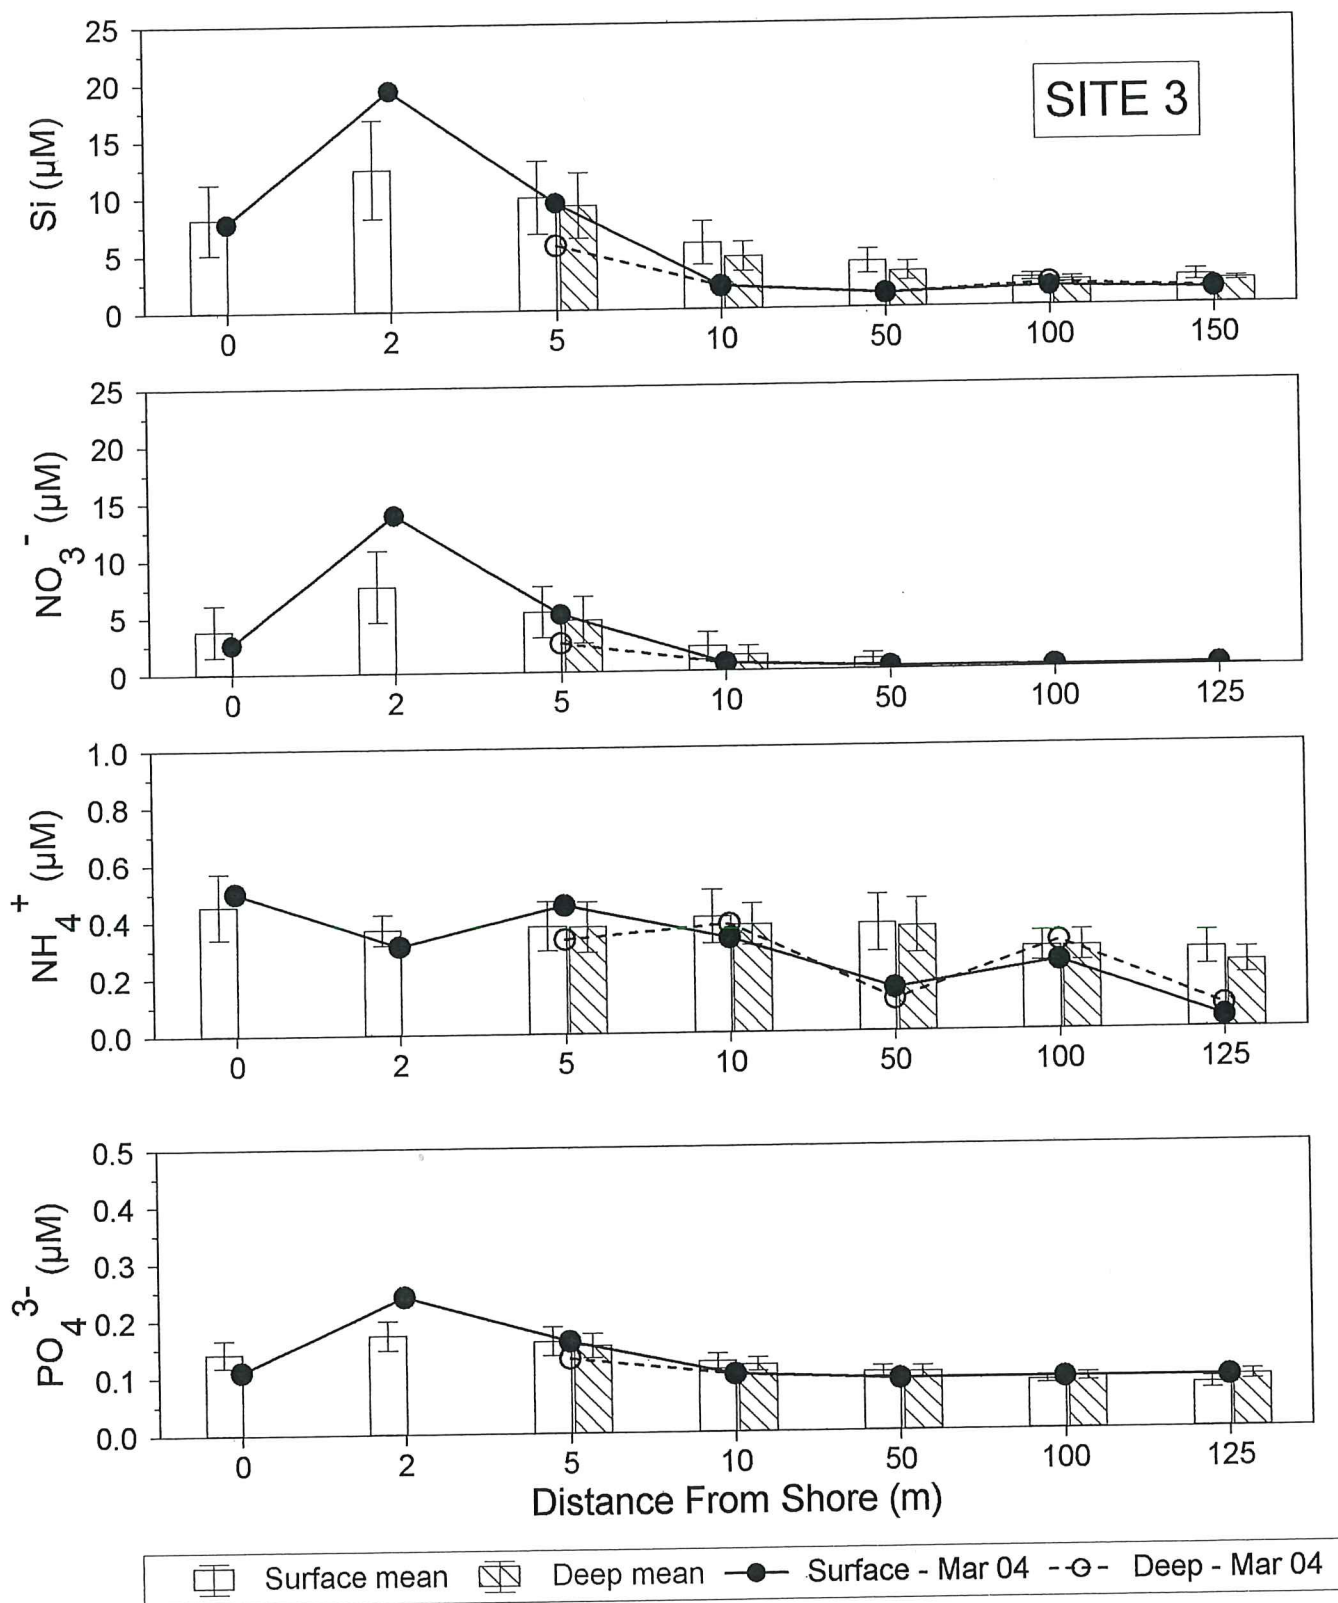 SITE 3
Si (µM)
25
20
15
10
5
0
0 2 5 10 50 100 150
NO3- (µM)
25
20
15
10
5
0
0 2 5 10 50 100 125
NH4+ (µM)
1.0
0.8
0.6
0.4
0.2
0.0
0 2 5 10 50 100 125
PO43- (µM)
0.5
0.4
0.3
0.2
0.1
0.0
0 2 5 10 50 100 125
Distance From Shore (m)
Surface mean Deep mean Surface - Mar 04 Deep - Mar 04